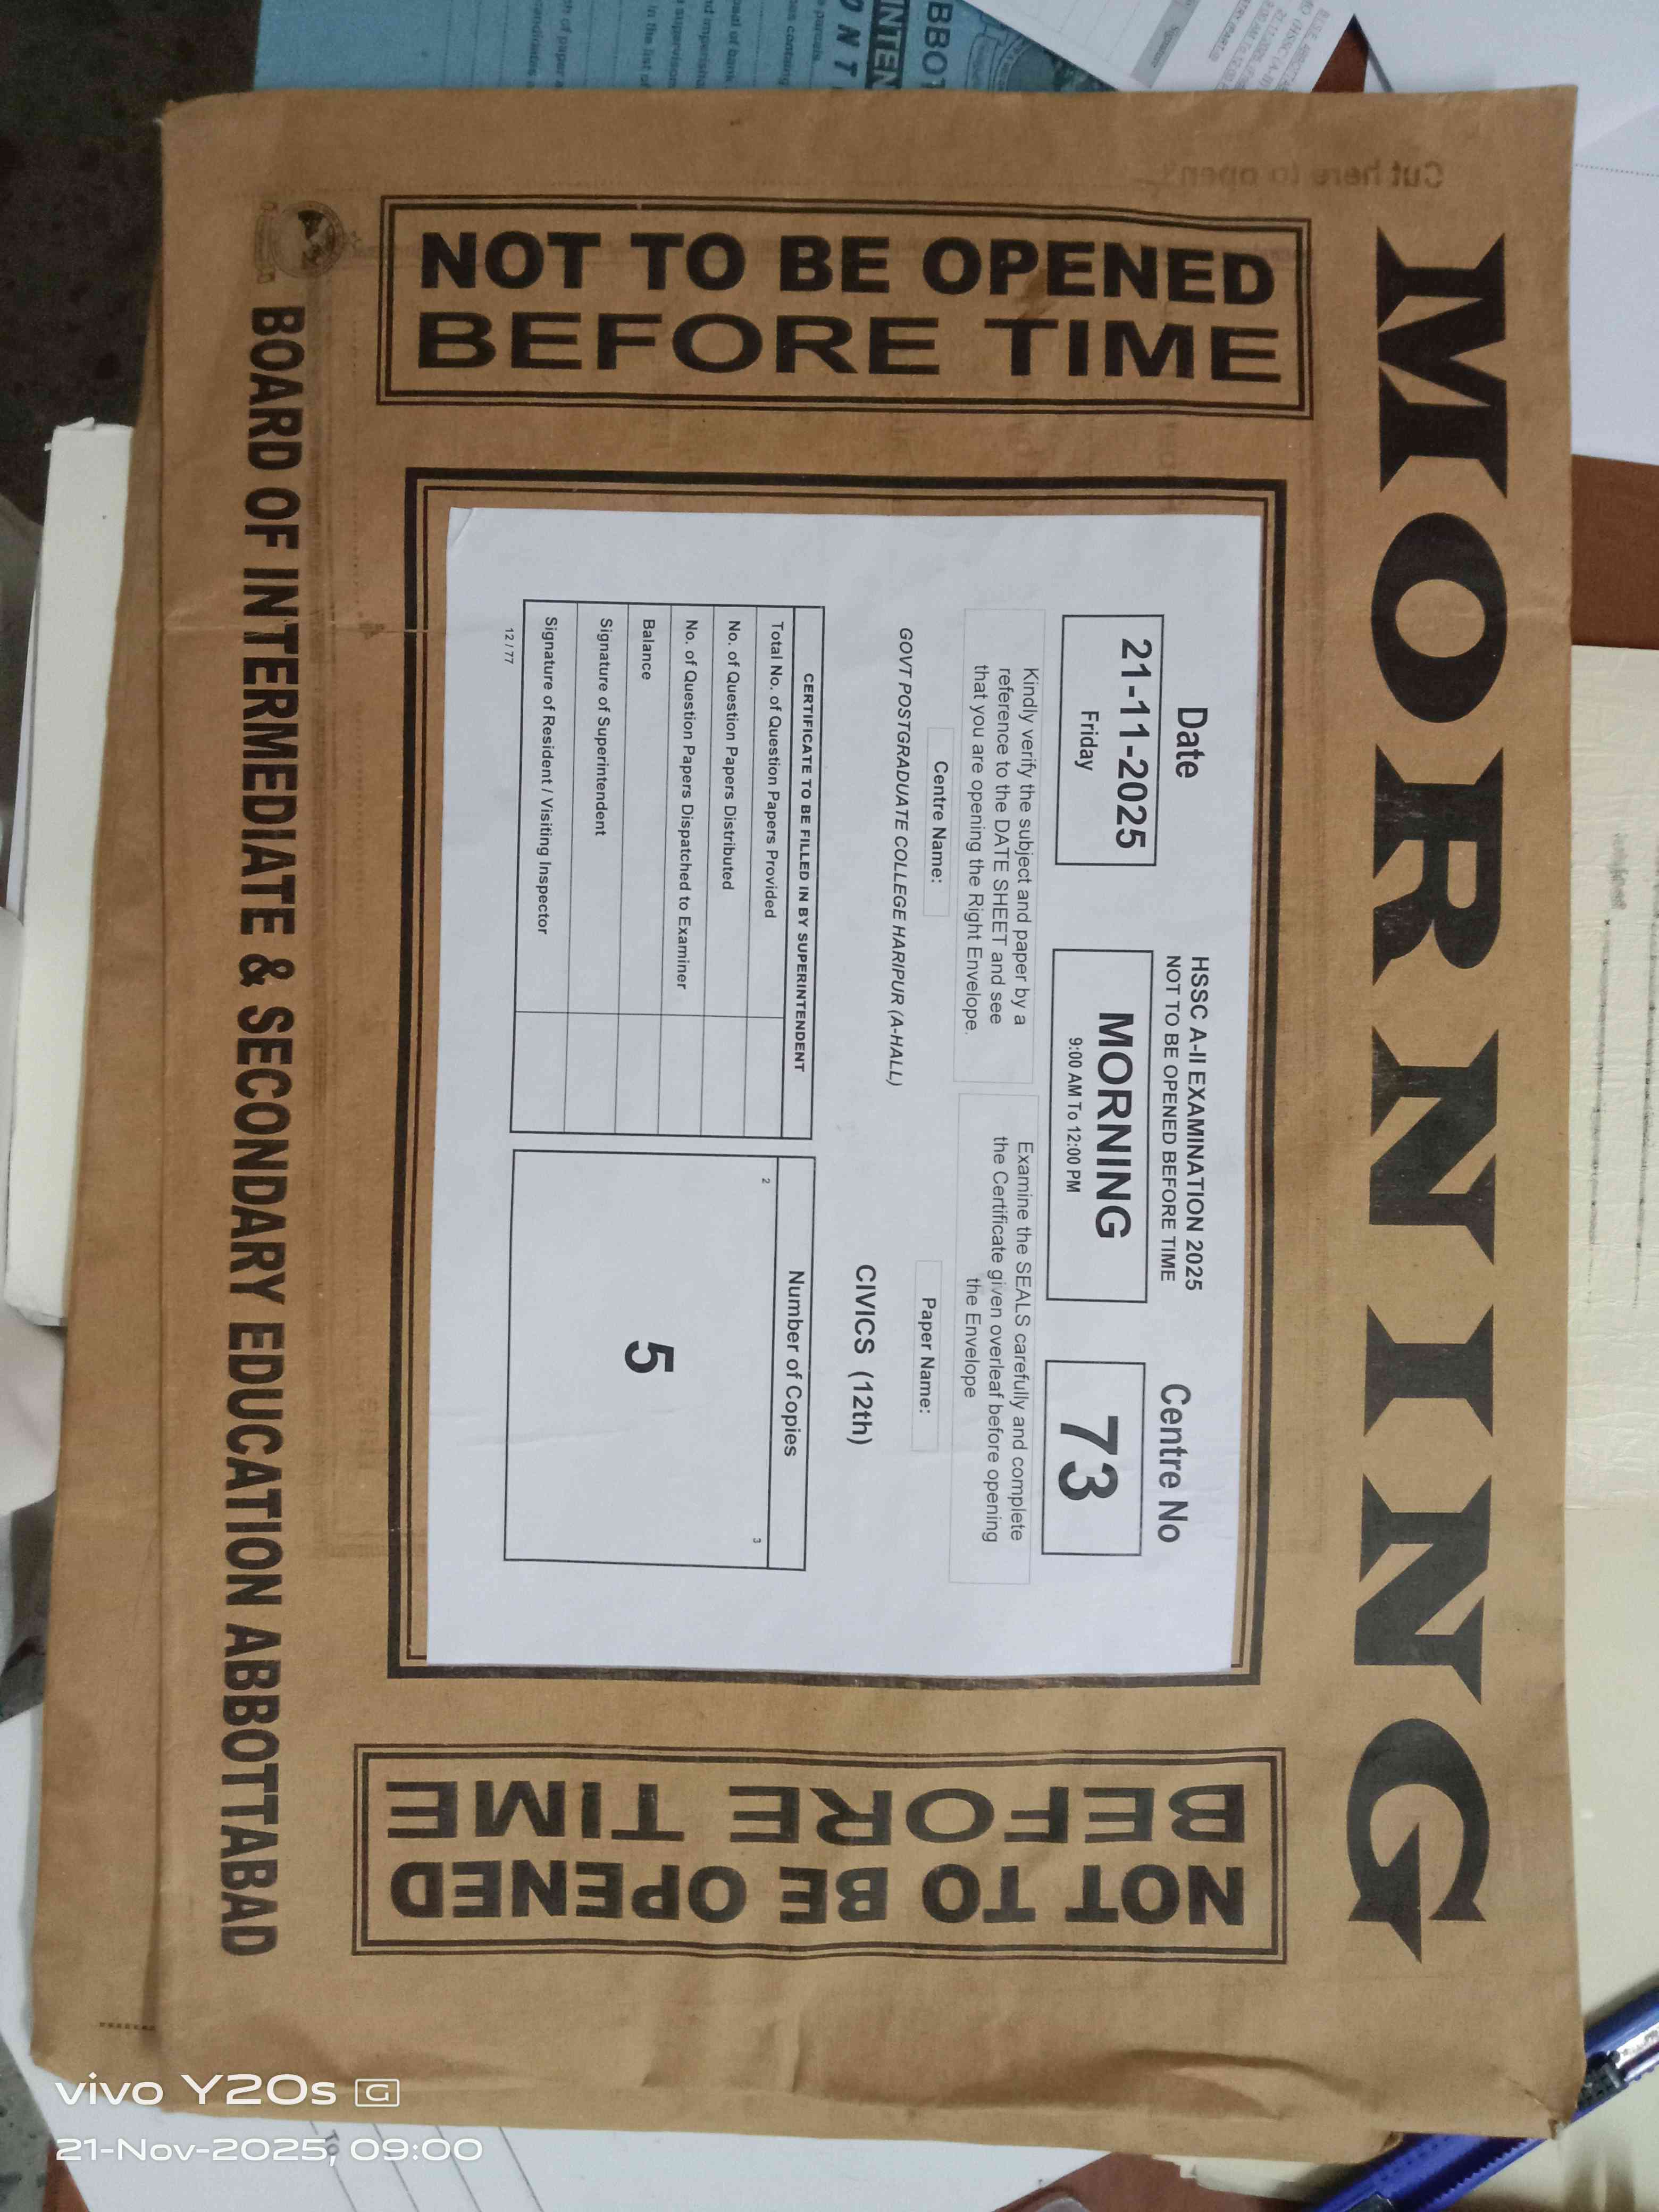 Cut here to open
MORNING
NOT TO BE OPENED
BEFORE TIME
Date
21-11-2025
Friday
HSSC A-II EXAMINATION 2025
NOT TO BE OPENED BEFORE TIME
MORNING
9:00 AM To 12:00 PM
Centre No
73
Kindly verify the subject and paper by a
reference to the DATE SHEET and see
that you are opening the Right Envelope.
Examine the SEALS carefully and complete
the Certificate given overleaf before opening
the Envelope
Centre Name:
GOVT POSTGRADUATE COLLEGE HARIPUR (A-HALL)
Paper Name:
CIVICS (12th)
CERTIFICATE TO BE FILLED IN BY SUPERINTENDENT
Total No. of Question Papers Provided
No. of Question Papers Distributed
No. of Question Papers Dispatched to Examiner
Balance
Signature of Superintendent
Signature of Resident / Visiting Inspector
12 / 77
Number of Copies
2
3
5
NOT TO BE OPENED
BEFORE TIME
BOARD OF INTERMEDIATE & SECONDARY EDUCATION ABBOTTABAD
vivo Y20s G
21-Nov-2025, 09:00